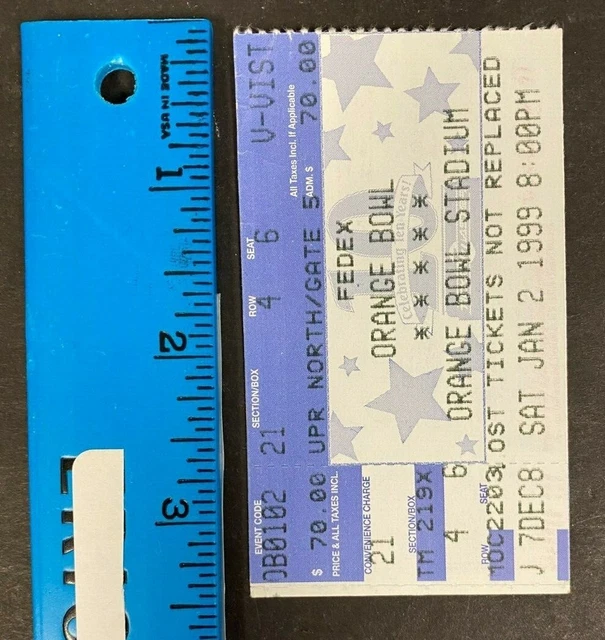 MADE IN USA
1
2
3
EVENT CODE SECTION/BOX ROW SEAT
OB0102 21 4 6 V-VIST
All Taxes Incl. If Applicable
$ 70.00 UPR NORTH/GATE 5 ADM. $ 70.00
PRICE & ALL TAXES INCL.
FEDEX
CONVENIENCE CHARGE
21 ORANGE BOWL
10
Celebrating Ten Years!
SECTION/BOX
TM 219X * * * * *
4 6 ORANGE BOWL STADIUM
ROW SEAT
MOC2203 LOST TICKETS NOT REPLACED
J 7DEC8 SAT JAN 2 1999 8:00PM